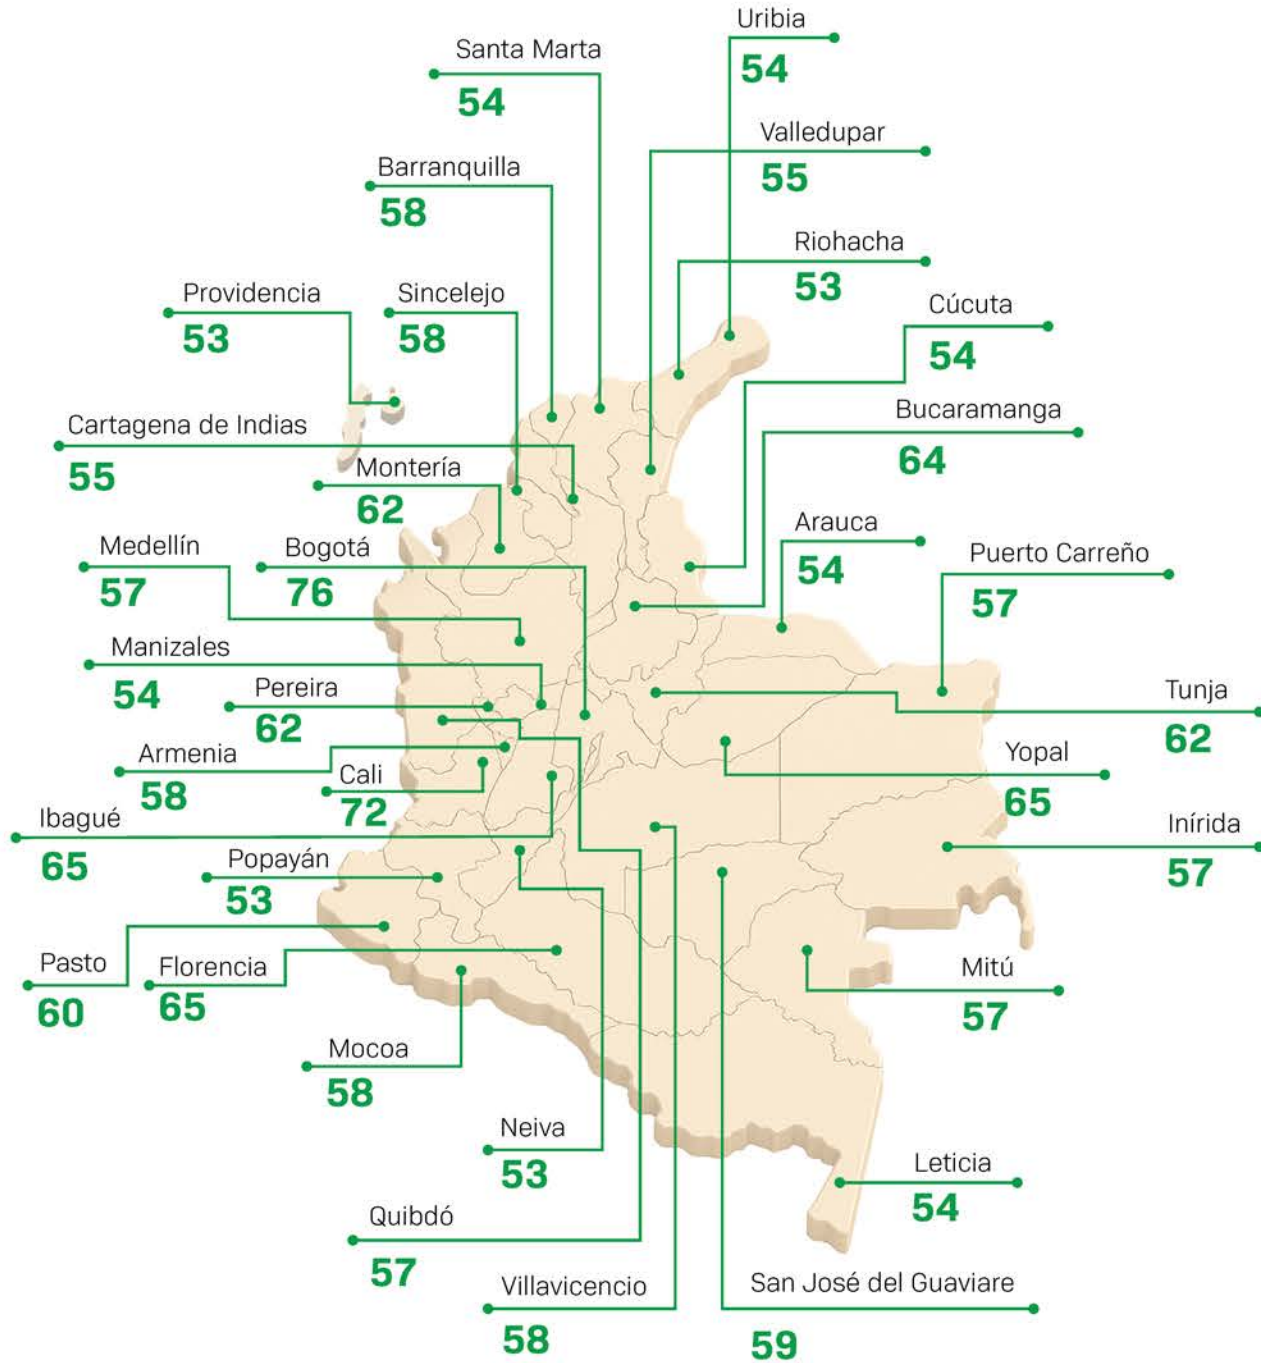 Uribia
54
Santa Marta
54
Valledupar
55
Barranquilla
58
Riohacha
53
Providencia
53
Sincelejo
58
Cúcuta
54
Cartagena de Indias
55
Bucaramanga
64
Montería
62
Arauca
54
Medellín
57
Bogotá
76
Puerto Carreño
57
Manizales
54
Pereira
62
Tunja
62
Armenia
58
Cali
72
Yopal
65
Ibagué
65
Inírida
57
Popayán
53
Pasto
60
Florencia
65
Mitú
57
Mocoa
58
Neiva
53
Leticia
54
Quibdó
57
Villavicencio
58
San José del Guaviare
59